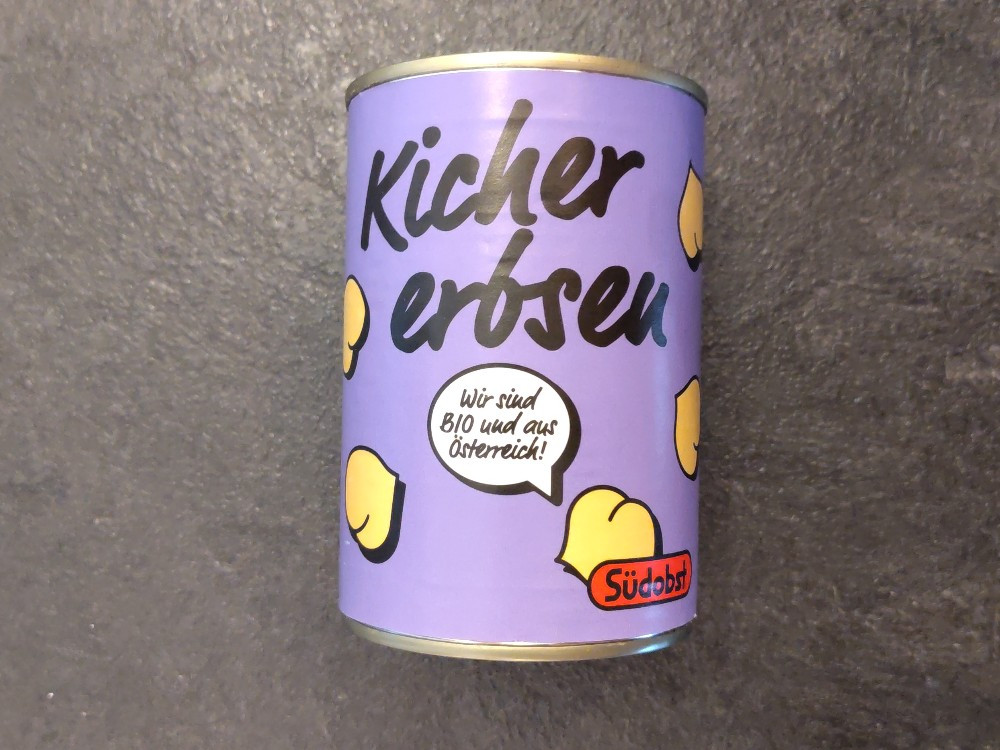 Kicher
erbsen
Wir sind
BIO und aus
Österreich!
Südobst